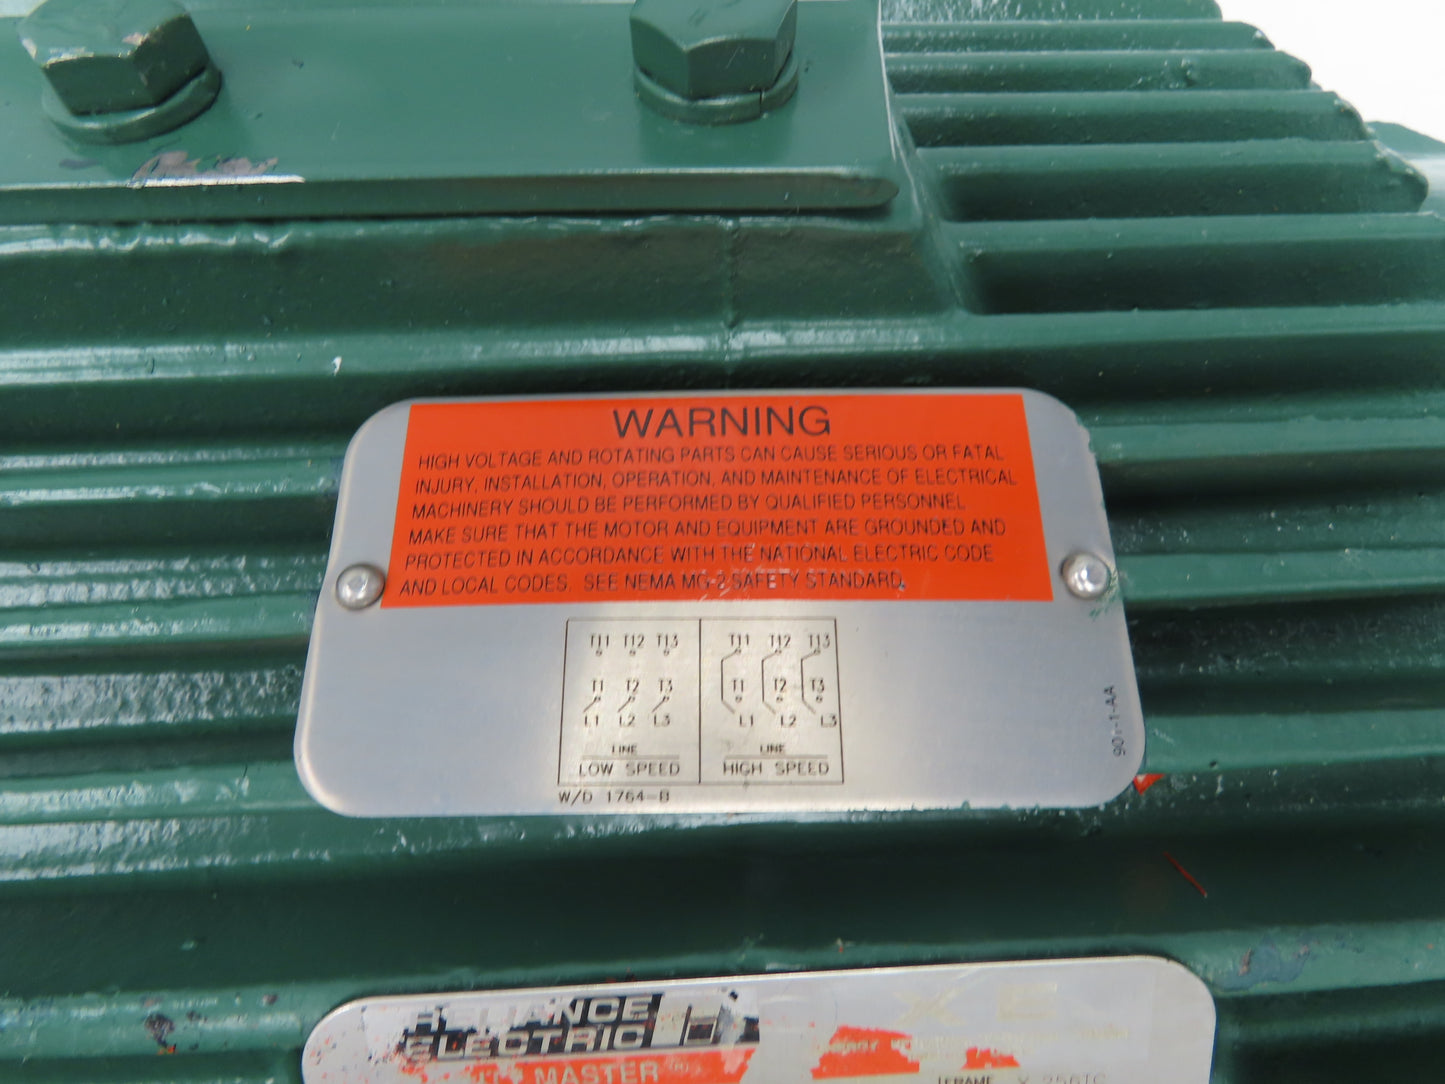 WARNING
HIGH VOLTAGE AND ROTATING PARTS CAN CAUSE SERIOUS OR FATAL
INJURY, INSTALLATION, OPERATION, AND MAINTENANCE OF ELECTRICAL
MACHINERY SHOULD BE PERFORMED BY QUALIFIED PERSONNEL
MAKE SURE THAT THE MOTOR AND EQUIPMENT ARE GROUNDED AND
PROTECTED IN ACCORDANCE WITH THE NATIONAL ELECTRIC CODE
AND LOCAL CODES. SEE NEMA MG-2 SAFETY STANDARD.
T11 T12 T13
T1 T2 T3
L1 L2 L3
LINE
LOW SPEED
T11 T12 T13
T1 T2 T3
L1 L2 L3
LINE
HIGH SPEED
W/D 1764-B
901-1-AA
RELIANCE
ELECTRIC
MASTER
XE
FRAME X 256TC